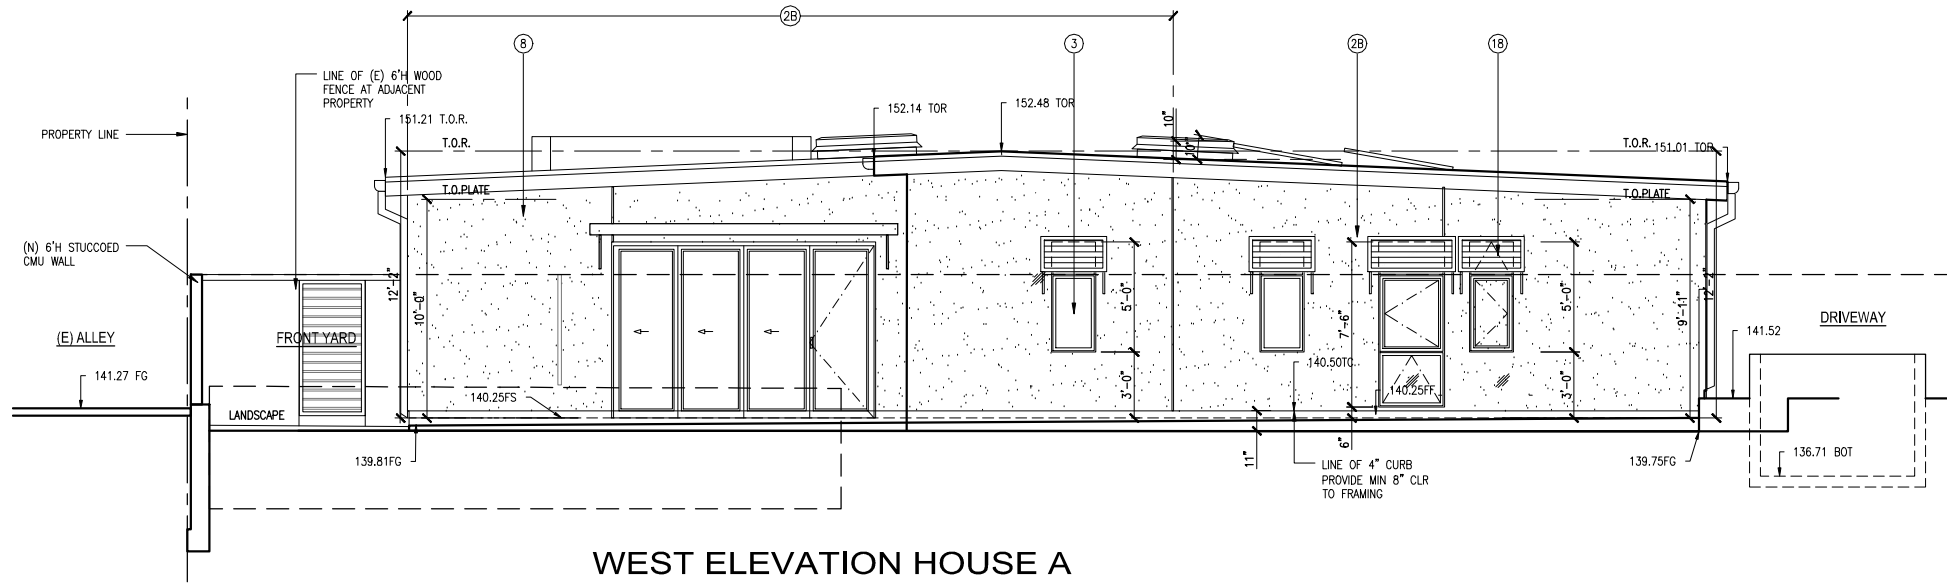 2B
8
3
2B
18
LINE OF (E) 6'H WOOD
FENCE AT ADJACENT
PROPERTY
PROPERTY LINE
151.21 T.O.R.
T.O.R.
152.14 TOR
152.48 TOR
10"
10"
T.O.R.
151.01 TOR
T.O.PLATE
T.O.PLATE
(N) 6'H STUCCOED
CMU WALL
12'-2"
10'-0"
5'-0"
7'-6"
5'-0"
9'-11"
12'-2"
(E) ALLEY
FRONT YARD
DRIVEWAY
141.52
141.27 FG
140.50TC
140.25FS
140.25FF
3'-0"
3'-0"
LANDSCAPE
139.81FG
11"
6"
LINE OF 4" CURB
PROVIDE MIN 8" CLR
TO FRAMING
139.75FG
136.71 BOT
WEST ELEVATION HOUSE A